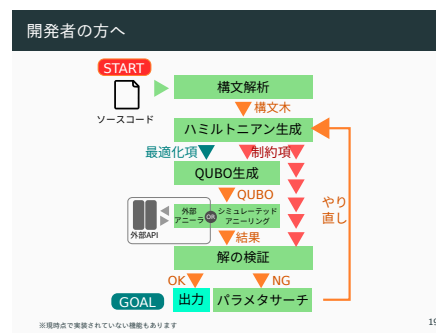 開発者の方へ
START
構文解析
ソースコード
構文木
ハミルトニアン生成
最適化項
制約項
QUBO生成
QUBO
やり
直し
外部
アニーラ
OR
シミュレーテッド
アニーリング
外部API
結果
解の検証
OK
NG
GOAL
出力
パラメタサーチ
※現時点で実装されていない機能もあります
19